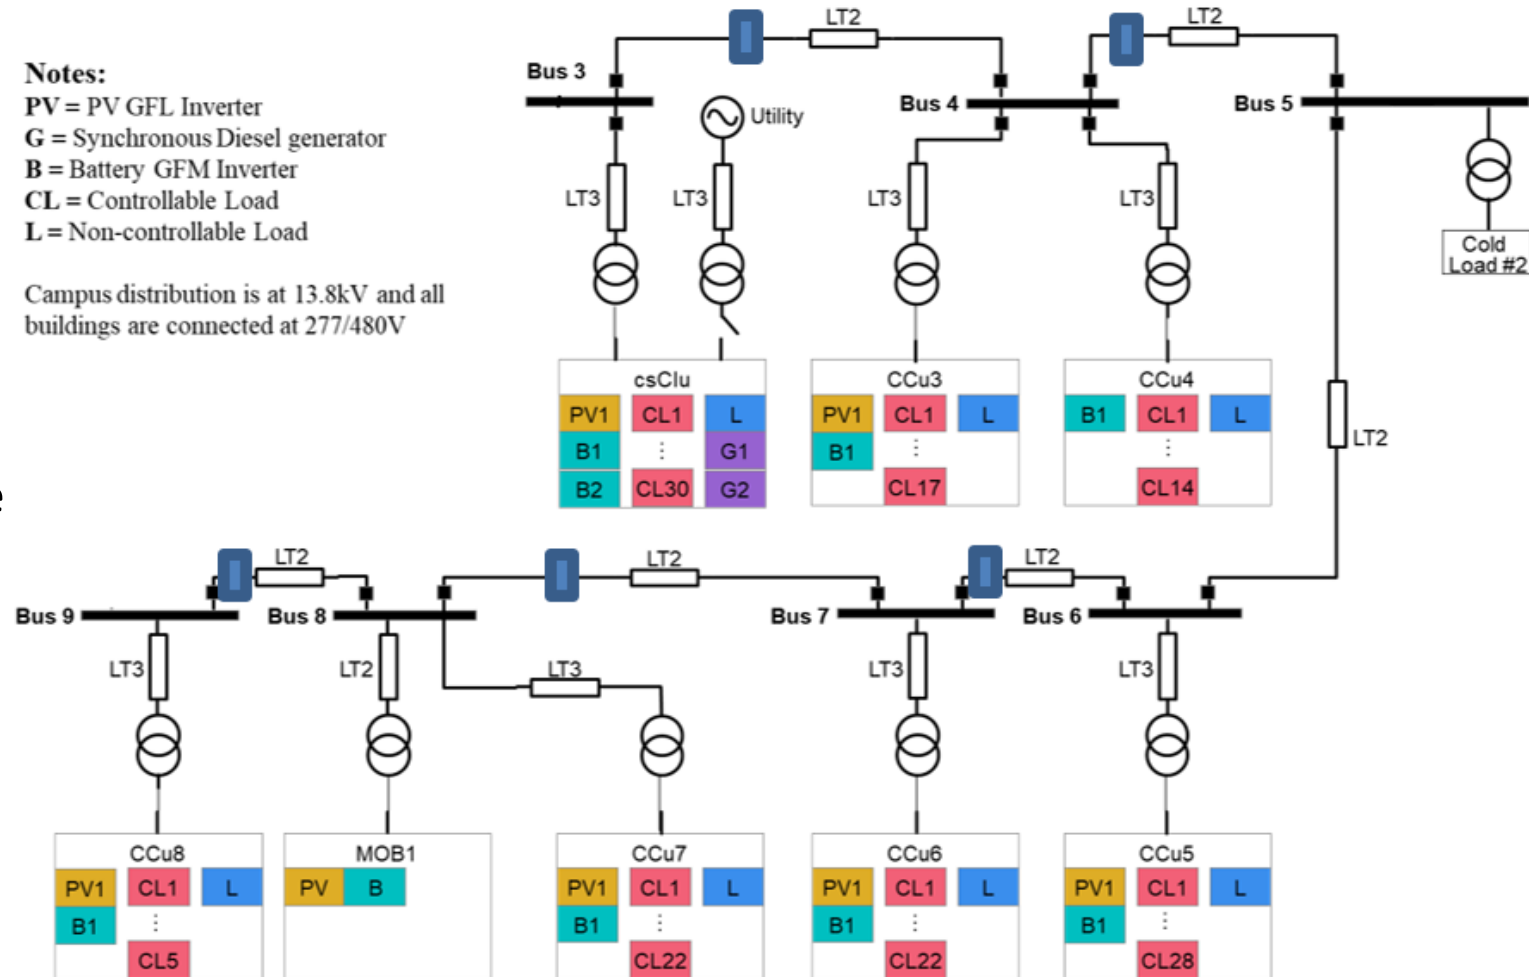 Notes:
PV = PV GFL Inverter
G = Synchronous Diesel generator
B = Battery GFM Inverter
CL = Controllable Load
L = Non-controllable Load
Campus distribution is at 13.8kV and all
buildings are connected at 277/480V
e
LT2
LT2
Bus 3
Bus 4
Bus 5
Utility
LT3
LT3
LT3
LT3
Cold
Load #2
csClu
PV1
CL1
L
B1
⋮
G1
B2
CL30
G2
CCu3
PV1
CL1
L
B1
⋮
CL17
CCu4
B1
CL1
L
⋮
CL14
LT2
LT2
LT2
LT2
Bus 9
Bus 8
Bus 7
Bus 6
LT3
LT2
LT3
LT3
LT3
CCu8
PV1
CL1
L
B1
⋮
CL5
MOB1
PV
B
CCu7
PV1
CL1
L
B1
⋮
CL22
CCu6
PV1
CL1
L
B1
⋮
CL22
CCu5
PV1
CL1
L
B1
⋮
CL28